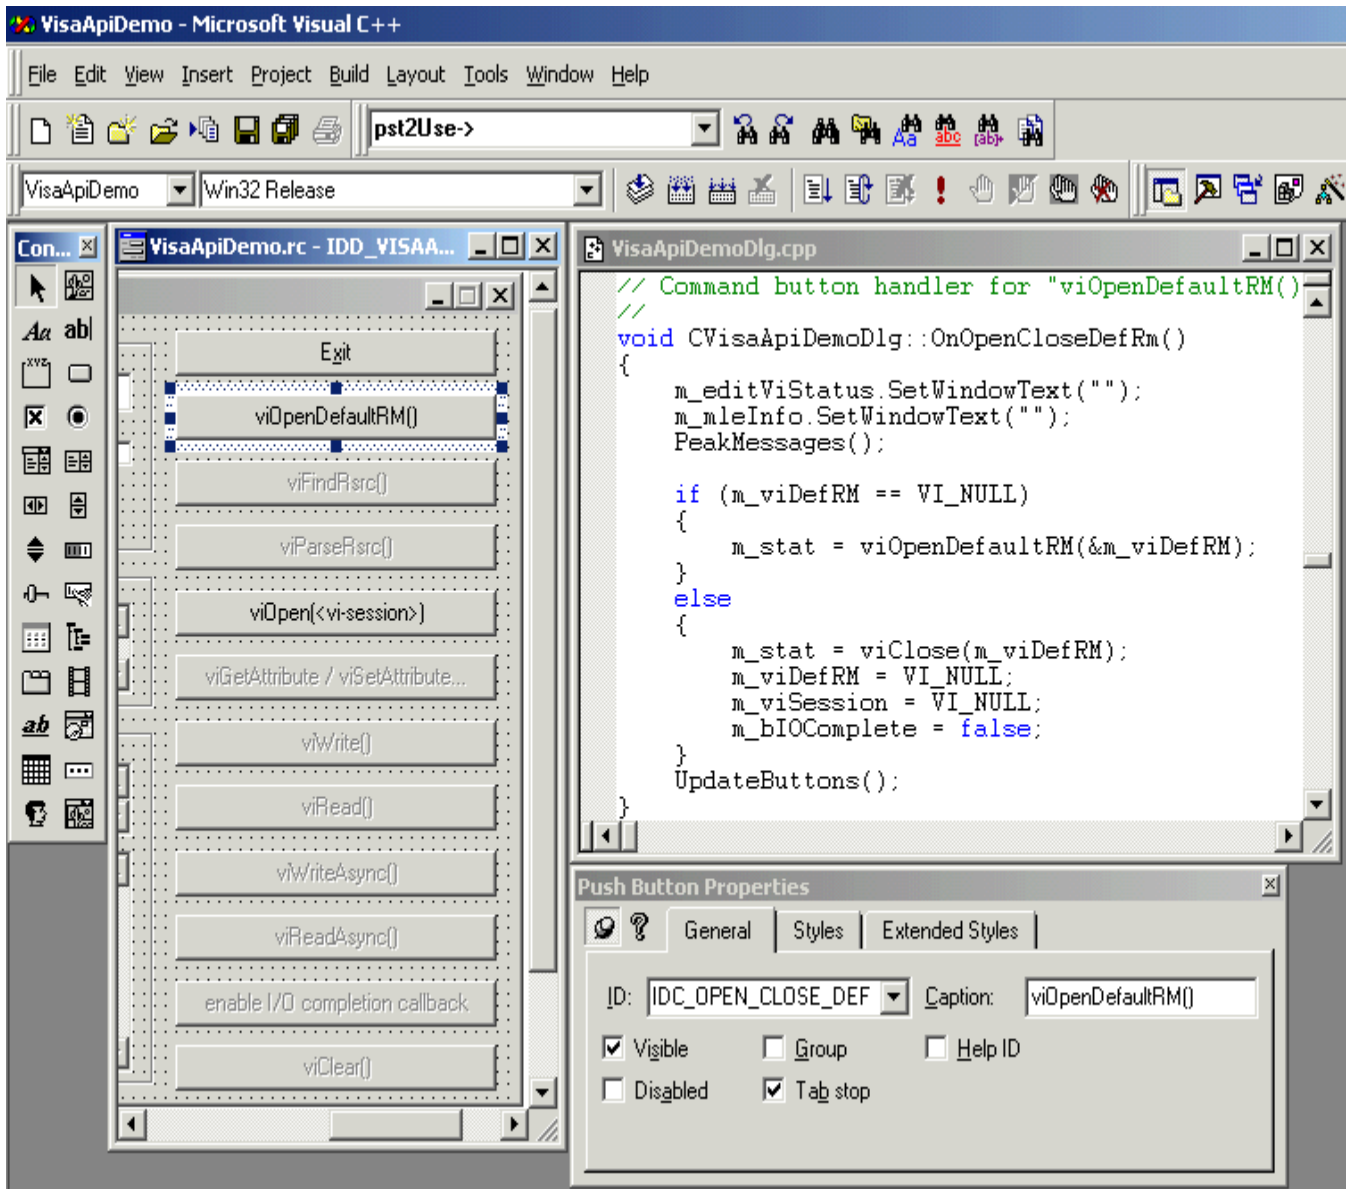 VisaApiDemo - Microsoft Visual C++
File Edit View Insert Project Build Layout Tools Window Help
pst2Use->
VisaApiDemo Win32 Release
Con...
VisaApiDemo.rc - IDD_VISAA...
Exit
viOpenDefaultRM()
viFindRsrc()
viParseRsrc()
viOpen(<vi-session>)
viGetAttribute / viSetAttribute...
viWrite()
viRead()
viWriteAsync()
viReadAsync()
enable I/O completion callback
viClear()
VisaApiDemoDlg.cpp
// Command button handler for "viOpenDefaultRM()
//
void CVisaApiDemoDlg::OnOpenCloseDefRm()
{
m_editViStatus.SetWindowText("");
m_mleInfo.SetWindowText("");
PeakMessages();
if (m_viDefRM == VI_NULL)
{
m_stat = viOpenDefaultRM(&m_viDefRM);
}
else
{
m_stat = viClose(m_viDefRM);
m_viDefRM = VI_NULL;
m_viSession = VI_NULL;
m_bIOComplete = false;
}
UpdateButtons();
}
Push Button Properties
General Styles Extended Styles
ID: IDC_OPEN_CLOSE_DEF Caption: viOpenDefaultRM()
Visible Group Help ID
Disabled Tab stop